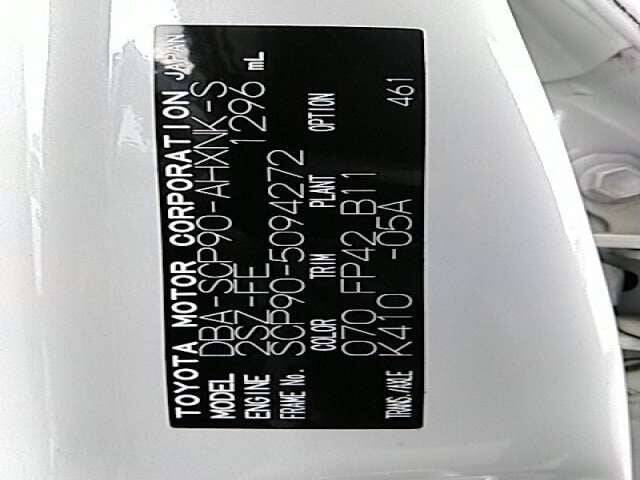 TOYOTA MOTOR CORPORATION JAPAN
MODEL DBA-SCP90-AHXNK-S
ENGINE 2SZ-FE 1296 mL
FRAME No. SCP90-5094272
COLOR TRIM PLANT OPTION
070 FP42 B11
TRANS./AXLE K410 -05A 461